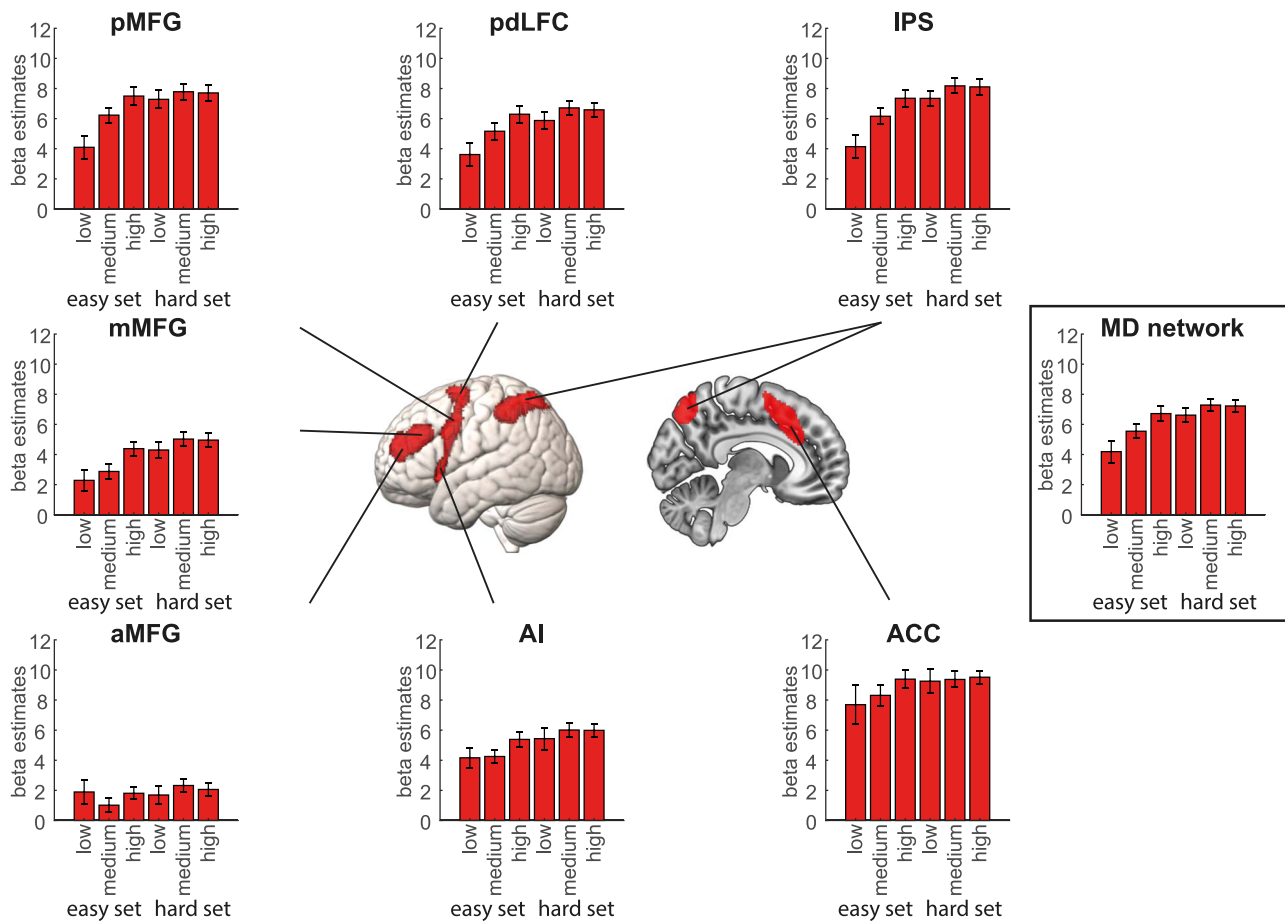 pMFG
pdLFC
IPS
12
10
8
6
4
2
0
beta estimates
low
medium
high
low
medium
high
easy set hard set
12
10
8
6
4
2
0
beta estimates
low
medium
high
low
medium
high
easy set hard set
12
10
8
6
4
2
0
beta estimates
low
medium
high
low
medium
high
easy set hard set
mMFG
12
10
8
6
4
2
0
beta estimates
low
medium
high
low
medium
high
easy set hard set
MD network
12
10
8
6
4
2
0
beta estimates
low
medium
high
low
medium
high
easy set hard set
aMFG
12
10
8
6
4
2
0
beta estimates
low
medium
high
low
medium
high
easy set hard set
AI
12
10
8
6
4
2
0
beta estimates
low
medium
high
low
medium
high
easy set hard set
ACC
12
10
8
6
4
2
0
beta estimates
low
medium
high
low
medium
high
easy set hard set